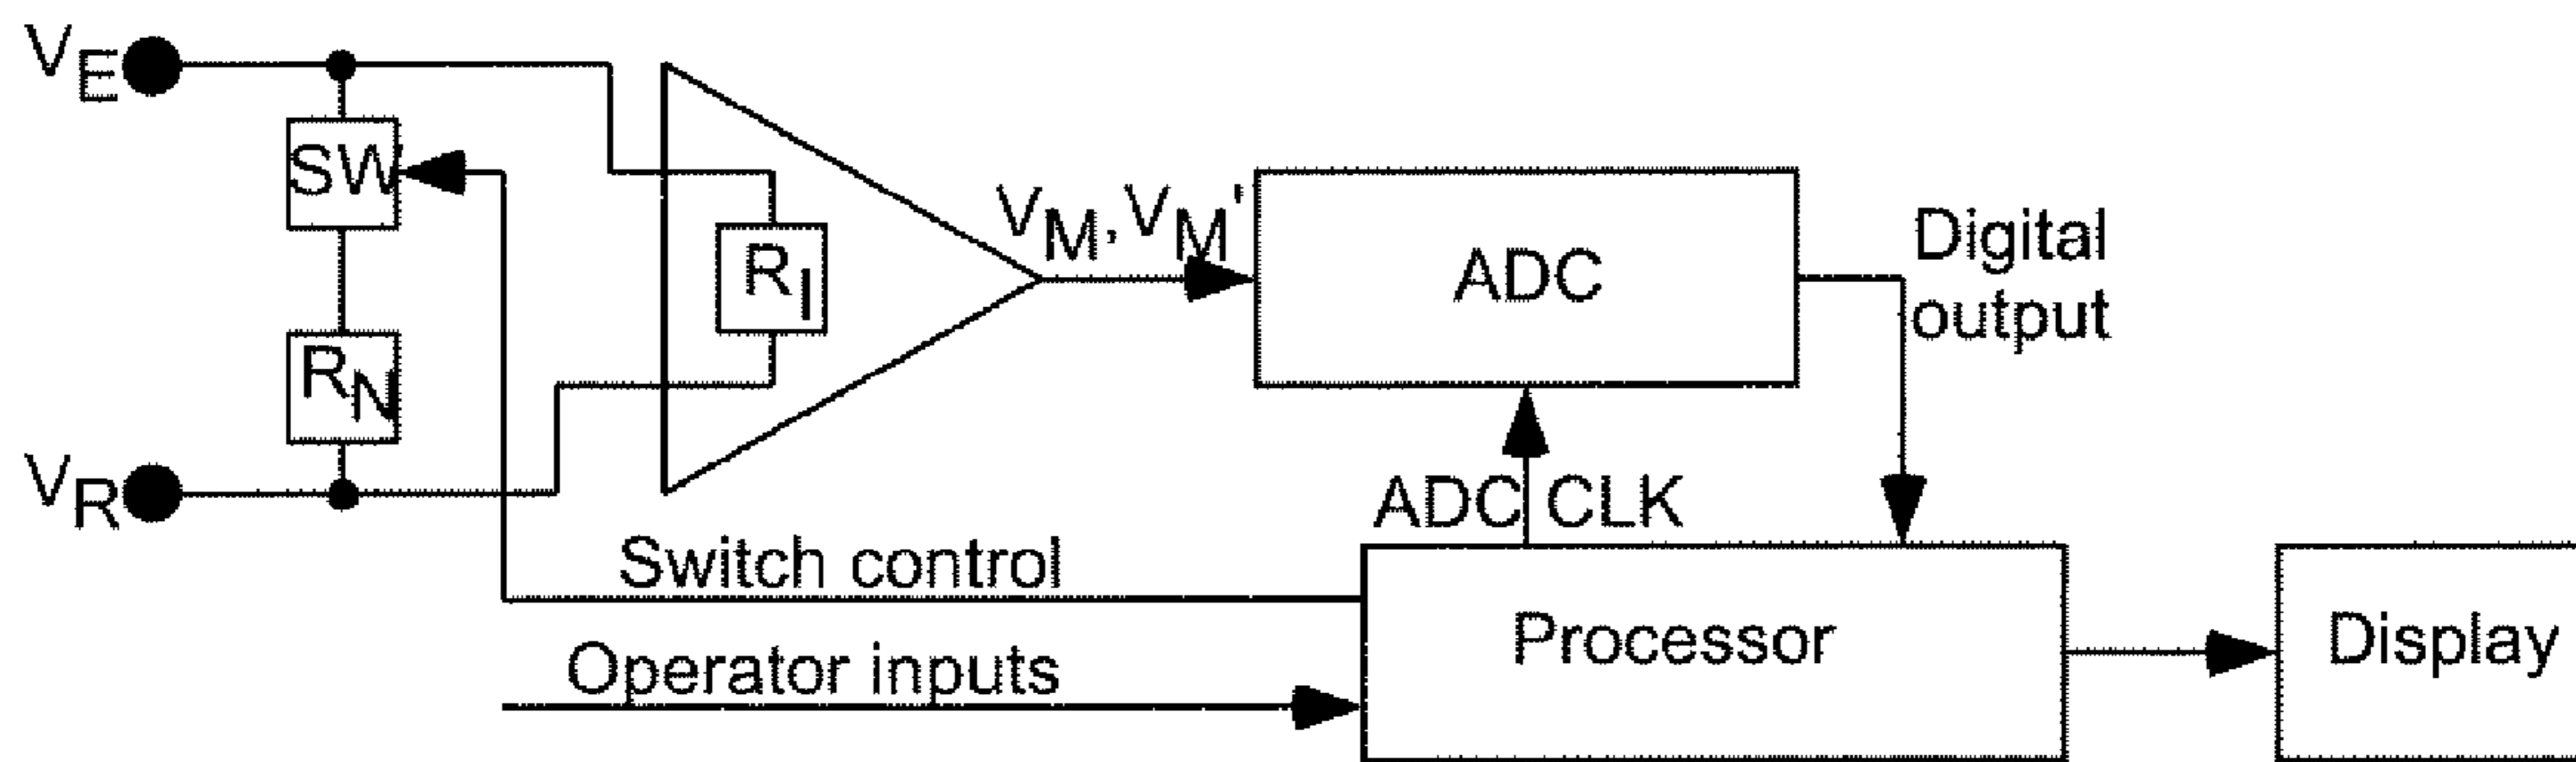 VE
SW
RN
VR
RI
VM, VM'
ADC
Digital
output
ADC CLK
Switch control
Operator inputs
Processor
Display